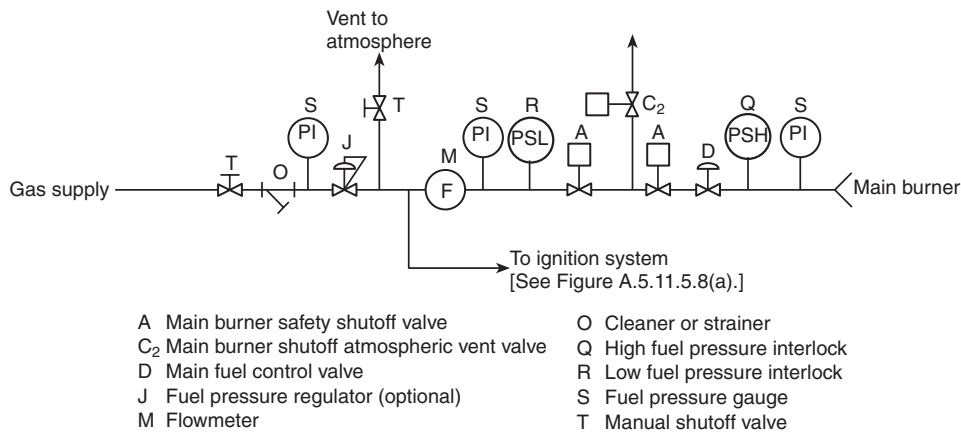 Vent to
atmosphere
S
PI
J
T
S
PI
R
PSL
A
C₂
A
D
Q
PSH
S
PI
T
O
M
F
Gas supply
Main burner
To ignition system
[See Figure A.5.11.5.8(a).]
A Main burner safety shutoff valve
C₂ Main burner shutoff atmospheric vent valve
D Main fuel control valve
J Fuel pressure regulator (optional)
M Flowmeter
O Cleaner or strainer
Q High fuel pressure interlock
R Low fuel pressure interlock
S Fuel pressure gauge
T Manual shutoff valve